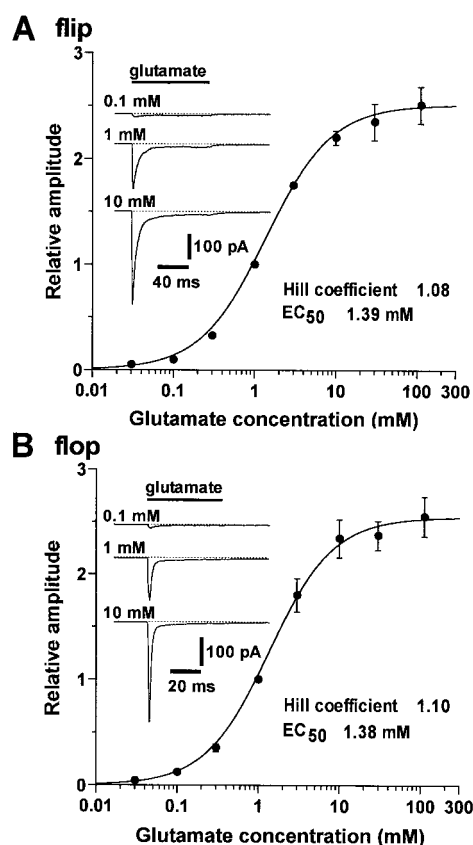 A flip
3
2
1
0
Relative amplitude
glutamate
0.1 mM
1 mM
10 mM
100 pA
40 ms
Hill coefficient 1.08
EC50 1.39 mM
0.01 0.1 1 10 100 300
Glutamate concentration (mM)
B flop
3
2
1
0
Relative amplitude
glutamate
0.1 mM
1 mM
10 mM
100 pA
20 ms
Hill coefficient 1.10
EC50 1.38 mM
0.01 0.1 1 10 100 300
Glutamate concentration (mM)